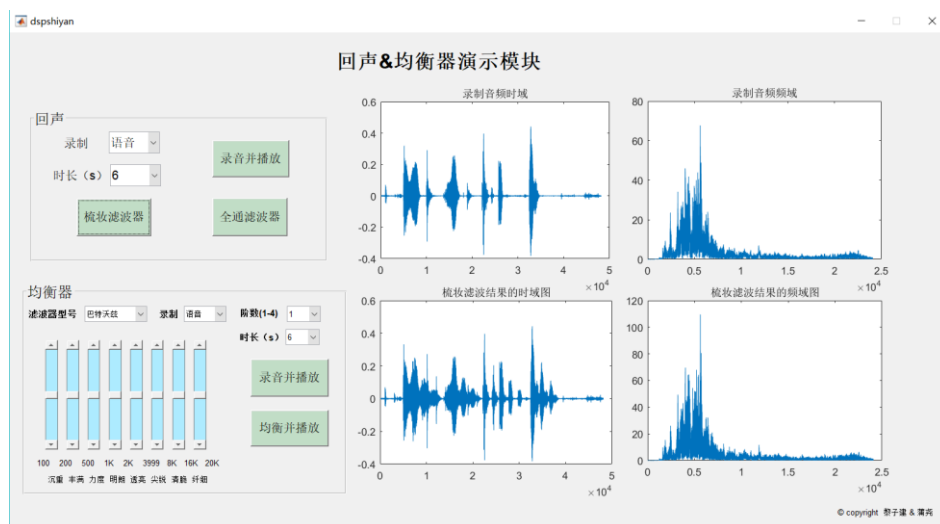 dspshiyan
回声&均衡器演示模块
回声
录制 语音
时长（s） 6
录音并播放
梳妆滤波器
全通滤波器
均衡器
滤波器型号 巴特沃兹 录制 语音 阶数(1-4) 1
时长（s） 6
录音并播放
均衡并播放
100 200 500 1K 2K 3999 8K 16K 20K
沉重 丰满 力度 明朗 透亮 尖锐 清脆 纤细
录制音频时域
0.6
0.4
0.2
0
-0.2
-0.4
0 1 2 3 4 5
×10^4
录制音频频域
80
60
40
20
0
0 0.5 1 1.5 2 2.5
×10^4
梳妆滤波结果的时域图
0.6
0.4
0.2
0
-0.2
-0.4
0 1 2 3 4 5
×10^4
梳妆滤波结果的频域图
120
100
80
60
40
20
0
0 0.5 1 1.5 2 2.5
×10^4
© copyright 黎子建 & 蒲尧